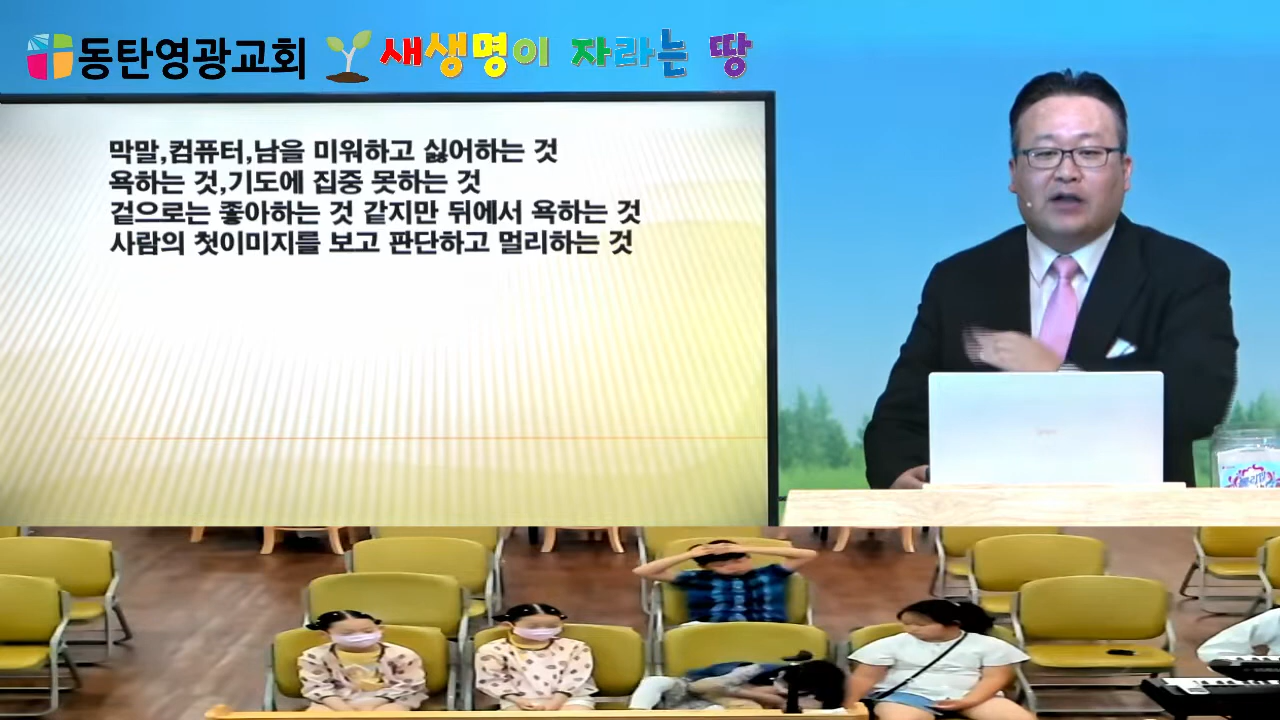 동탄영광교회 새생명이 자라는 땅
막말,컴퓨터,남을 미워하고 싫어하는 것
욕하는 것,기도에 집중 못하는 것
겉으로는 좋아하는 것 같지만 뒤에서 욕하는 것
사람의 첫이미지를 보고 판단하고 멀리하는 것